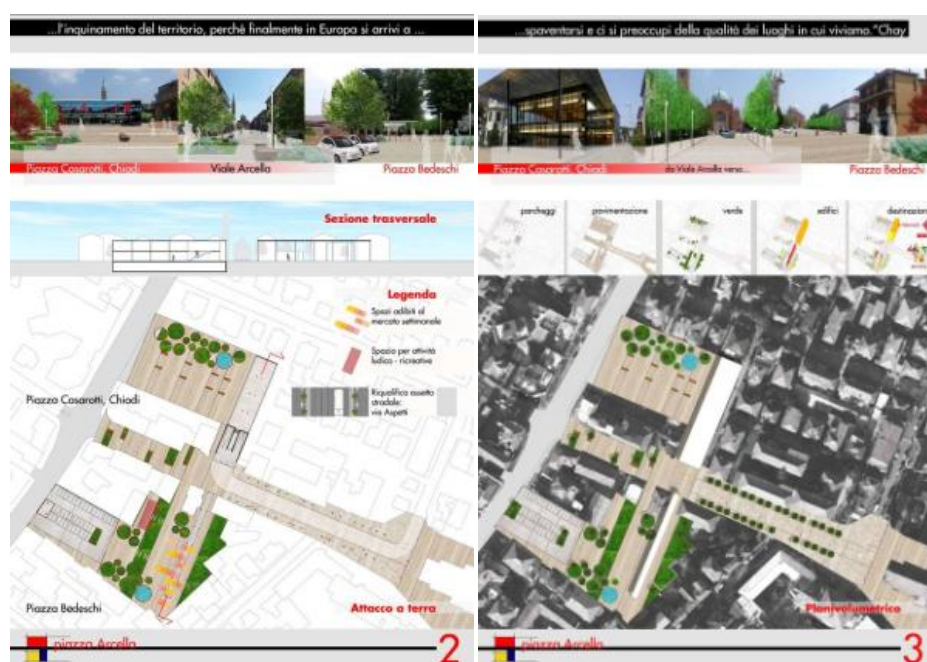 ...l'inquinamento del territorio, perchè finalmente in Europa si arrivi a ...
Piazza Casarotti, Chiodi
Viale Arcella
Piazza Bedeschi
Sezione trasversale
Legenda
Spazi adibiti al
mercato settimanale
Spazio per attività
ludico - ricreative
Riqualifica assetto
stradale:
via Aspetti
Piazza Casarotti, Chiodi
Piazza Bedeschi
Attacco a terra
piazza Arcella
2
...spaventarsi e ci si preoccupi della qualità dei luoghi in cui viviamo."Chay
Piazza Casarotti, Chiodi
da Viale Arcella verso...
Piazza Bedeschi
parcheggi
pavimentazione
verde
edifici
destinazion
Planivolumetrico
piazza Arcella
3